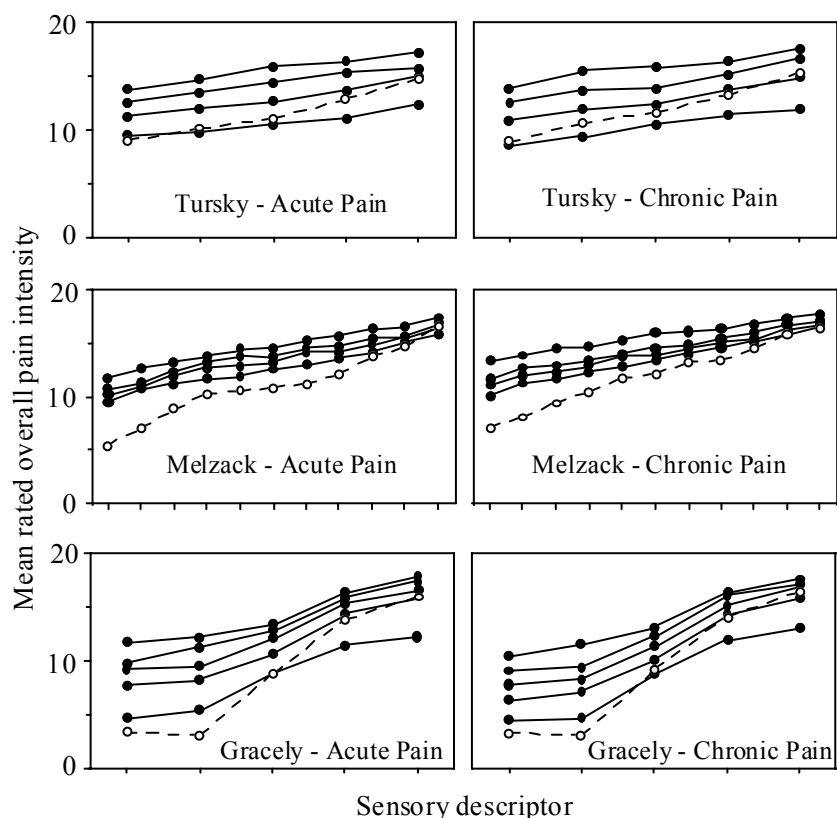 Mean rated overall pain intensity
20
10
0
Tursky - Acute Pain
Tursky - Chronic Pain
20
10
0
Melzack - Acute Pain
Melzack - Chronic Pain
20
10
0
Gracely - Acute Pain
Gracely - Chronic Pain
Sensory descriptor